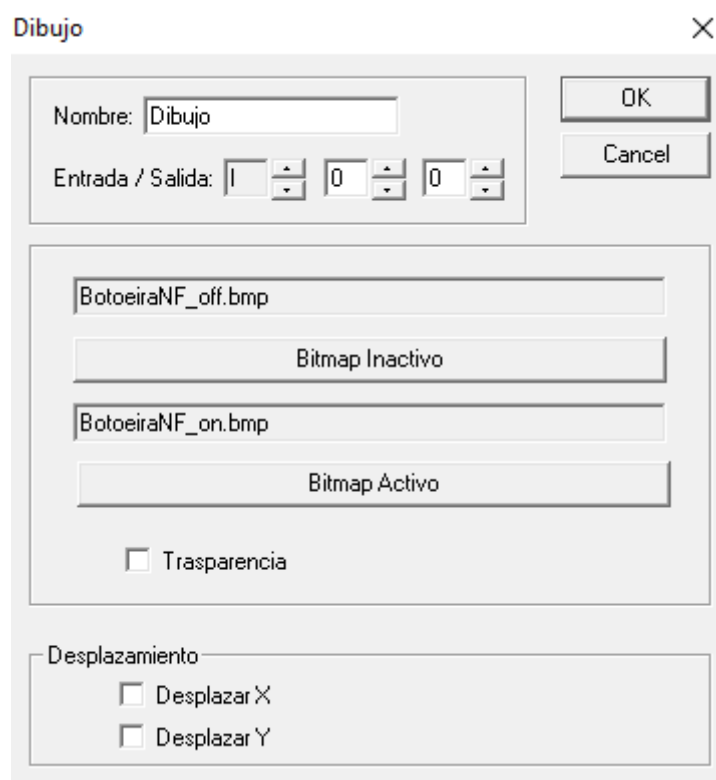 Dibujo
OK
Nombre: Dibujo
Cancel
Entrada / Salida: I 0 0
BotoeiraNF_off.bmp
Bitmap Inactivo
BotoeiraNF_on.bmp
Bitmap Activo
Trasparencia
Desplazamiento
Desplazar X
Desplazar Y